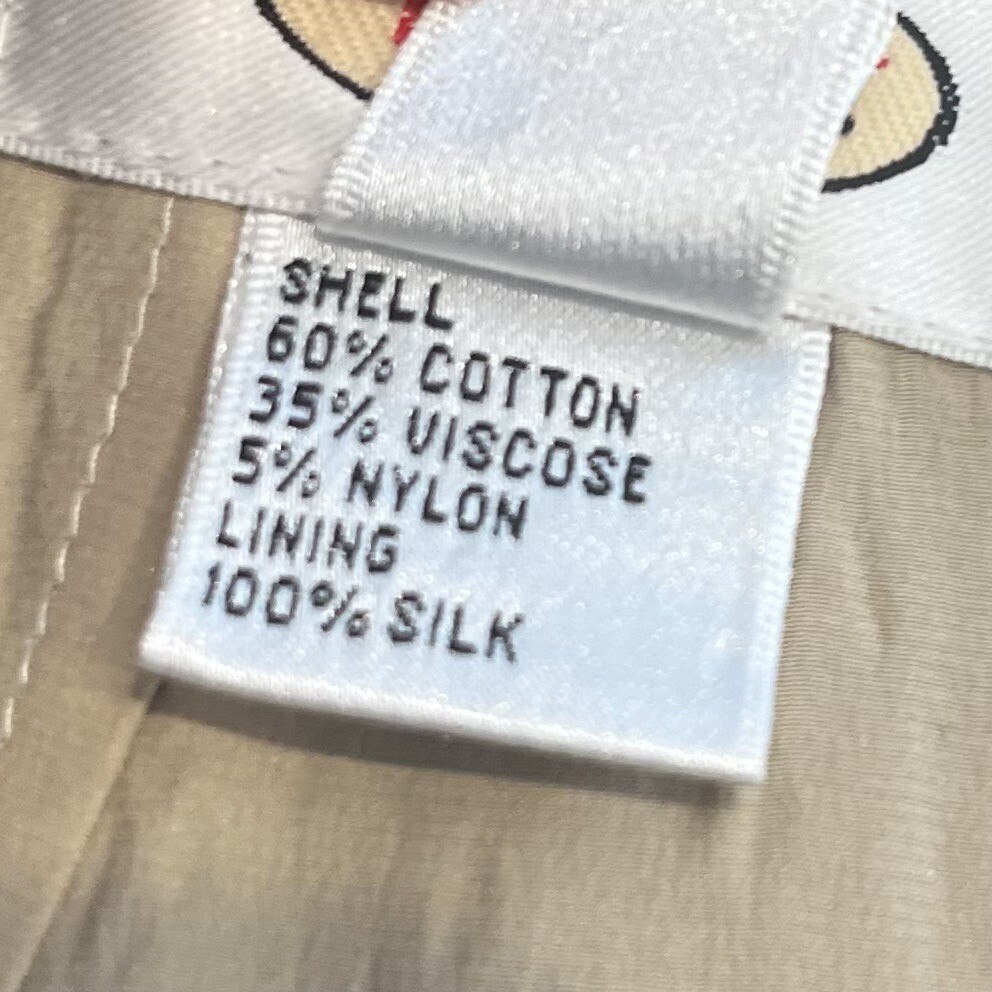 SHELL
60% COTTON
35% VISCOSE
5% NYLON
LINING
100% SILK